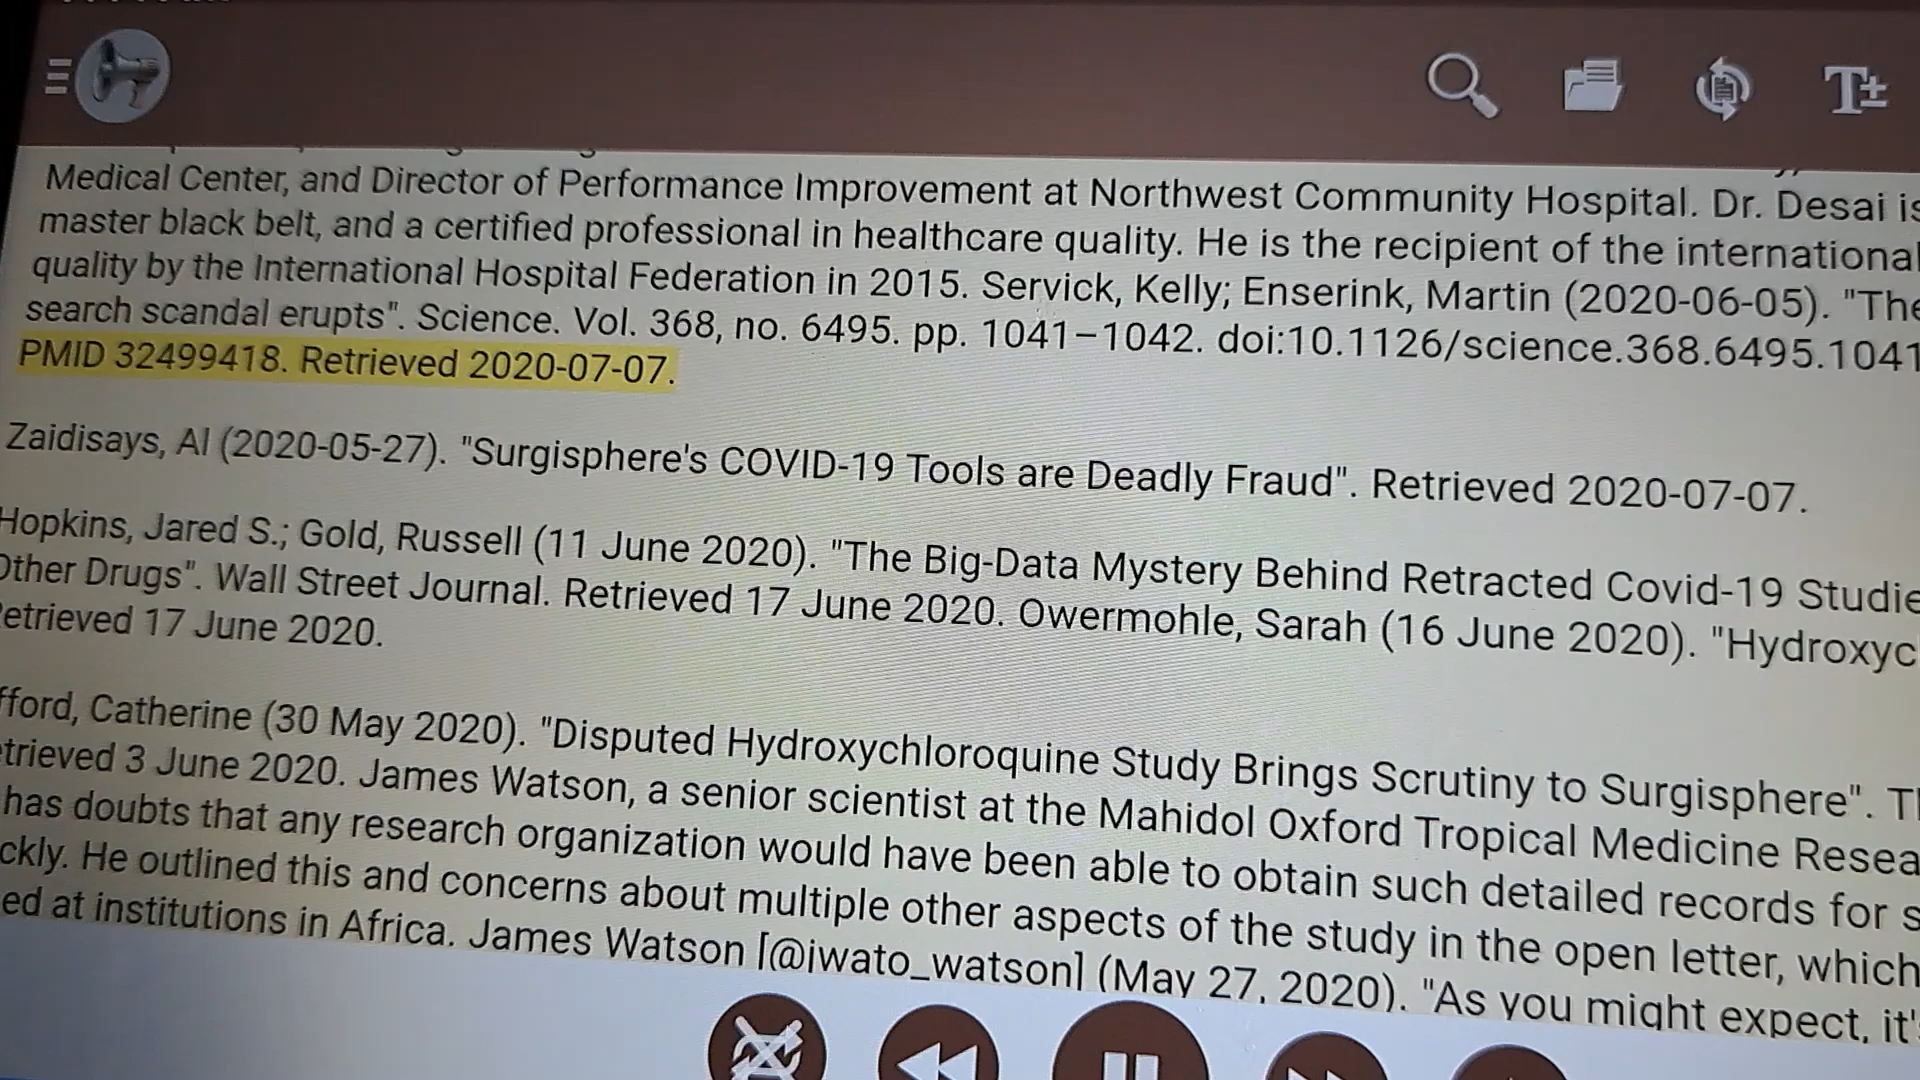 Medical Center, and Director of Performance Improvement at Northwest Community Hospital. Dr. Desai is
master black belt, and a certified professional in healthcare quality. He is the recipient of the international
quality by the International Hospital Federation in 2015. Servick, Kelly; Enserink, Martin (2020-06-05). "The
search scandal erupts". Science. Vol. 368, no. 6495. pp. 1041–1042. doi:10.1126/science.368.6495.1041
PMID 32499418. Retrieved 2020-07-07.
Zaidisays, Al (2020-05-27). "Surgisphere's COVID-19 Tools are Deadly Fraud". Retrieved 2020-07-07.
Hopkins, Jared S.; Gold, Russell (11 June 2020). "The Big-Data Mystery Behind Retracted Covid-19 Studie
Other Drugs". Wall Street Journal. Retrieved 17 June 2020. Owermohle, Sarah (16 June 2020). "Hydroxyc
etrieved 17 June 2020.
fford, Catherine (30 May 2020). "Disputed Hydroxychloroquine Study Brings Scrutiny to Surgisphere". Th
trieved 3 June 2020. James Watson, a senior scientist at the Mahidol Oxford Tropical Medicine Resea
has doubts that any research organization would have been able to obtain such detailed records for s
ckly. He outlined this and concerns about multiple other aspects of the study in the open letter, which
ed at institutions in Africa. James Watson [@jwato_watson] (May 27, 2020). "As you might expect, it'